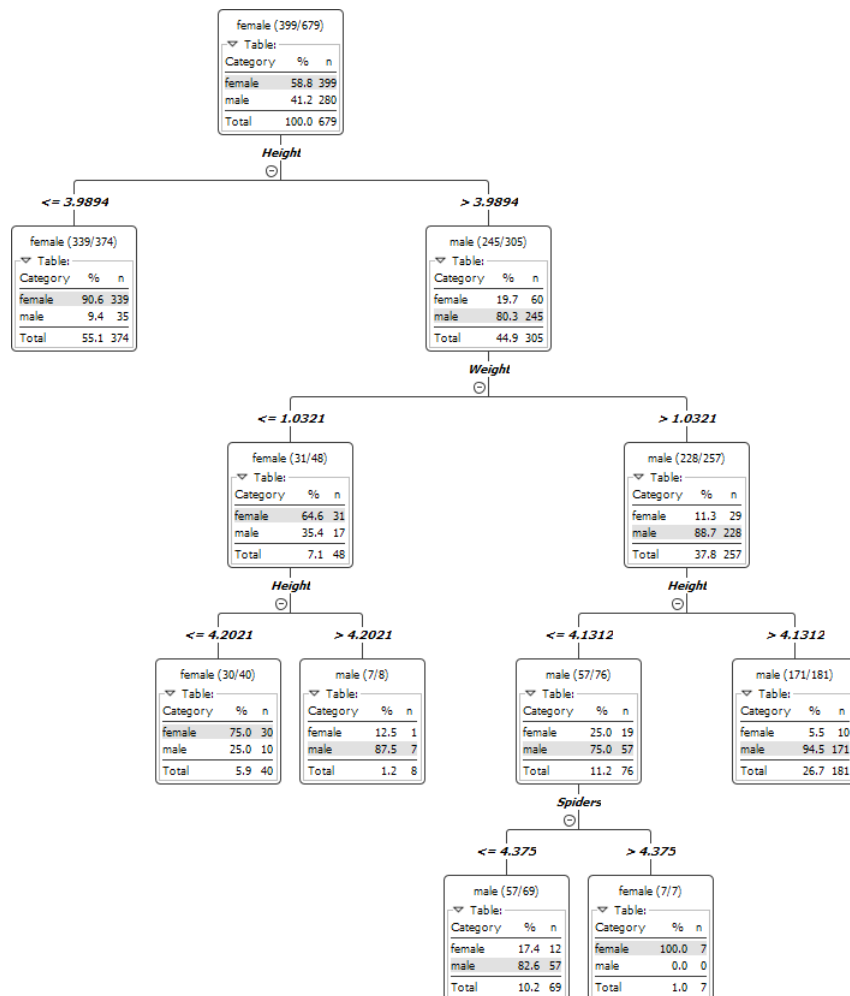 female (399/679)
Table:
Category % n
female 58.8 399
male 41.2 280
Total 100.0 679
Height
<= 3.9894
> 3.9894
female (339/374)
Table:
Category % n
female 90.6 339
male 9.4 35
Total 55.1 374
male (245/305)
Table:
Category % n
female 19.7 60
male 80.3 245
Total 44.9 305
Weight
<= 1.0321
> 1.0321
female (31/48)
Table:
Category % n
female 64.6 31
male 35.4 17
Total 7.1 48
male (228/257)
Table:
Category % n
female 11.3 29
male 88.7 228
Total 37.8 257
Height
Height
<= 4.2021
> 4.2021
<= 4.1312
> 4.1312
female (30/40)
Table:
Category % n
female 75.0 30
male 25.0 10
Total 5.9 40
male (7/8)
Table:
Category % n
female 12.5 1
male 87.5 7
Total 1.2 8
male (57/76)
Table:
Category % n
female 25.0 19
male 75.0 57
Total 11.2 76
male (171/181)
Table:
Category % n
female 5.5 10
male 94.5 171
Total 26.7 181
Spiders
<= 4.375
> 4.375
male (57/69)
Table:
Category % n
female 17.4 12
male 82.6 57
Total 10.2 69
female (7/7)
Table:
Category % n
female 100.0 7
male 0.0 0
Total 1.0 7